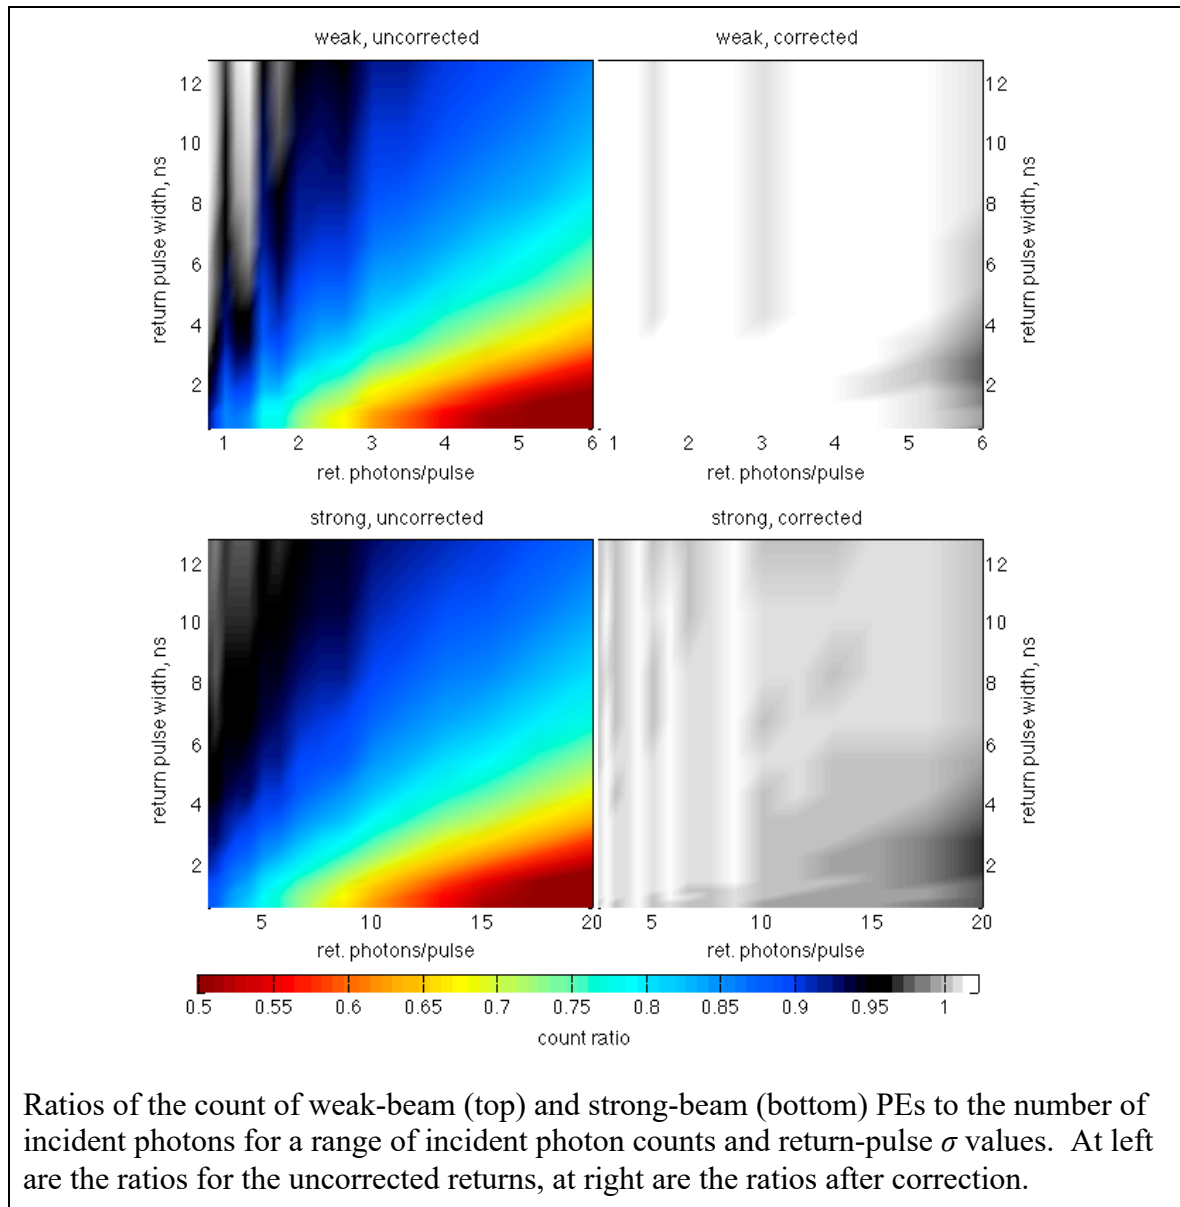 weak, uncorrected
weak, corrected
12
10
8
6
4
2
return pulse width, ns
1 2 3 4 5 6
ret. photons/pulse
12
10
8
6
4
2
return pulse width, ns
1 2 3 4 5 6
ret. photons/pulse
strong, uncorrected
strong, corrected
12
10
8
6
4
2
return pulse width, ns
5 10 15 20
ret. photons/pulse
12
10
8
6
4
2
return pulse width, ns
5 10 15 20
ret. photons/pulse
0.5 0.55 0.6 0.65 0.7 0.75 0.8 0.85 0.9 0.95 1
count ratio
Ratios of the count of weak-beam (top) and strong-beam (bottom) PEs to the number of
incident photons for a range of incident photon counts and return-pulse σ values.  At left
are the ratios for the uncorrected returns, at right are the ratios after correction.